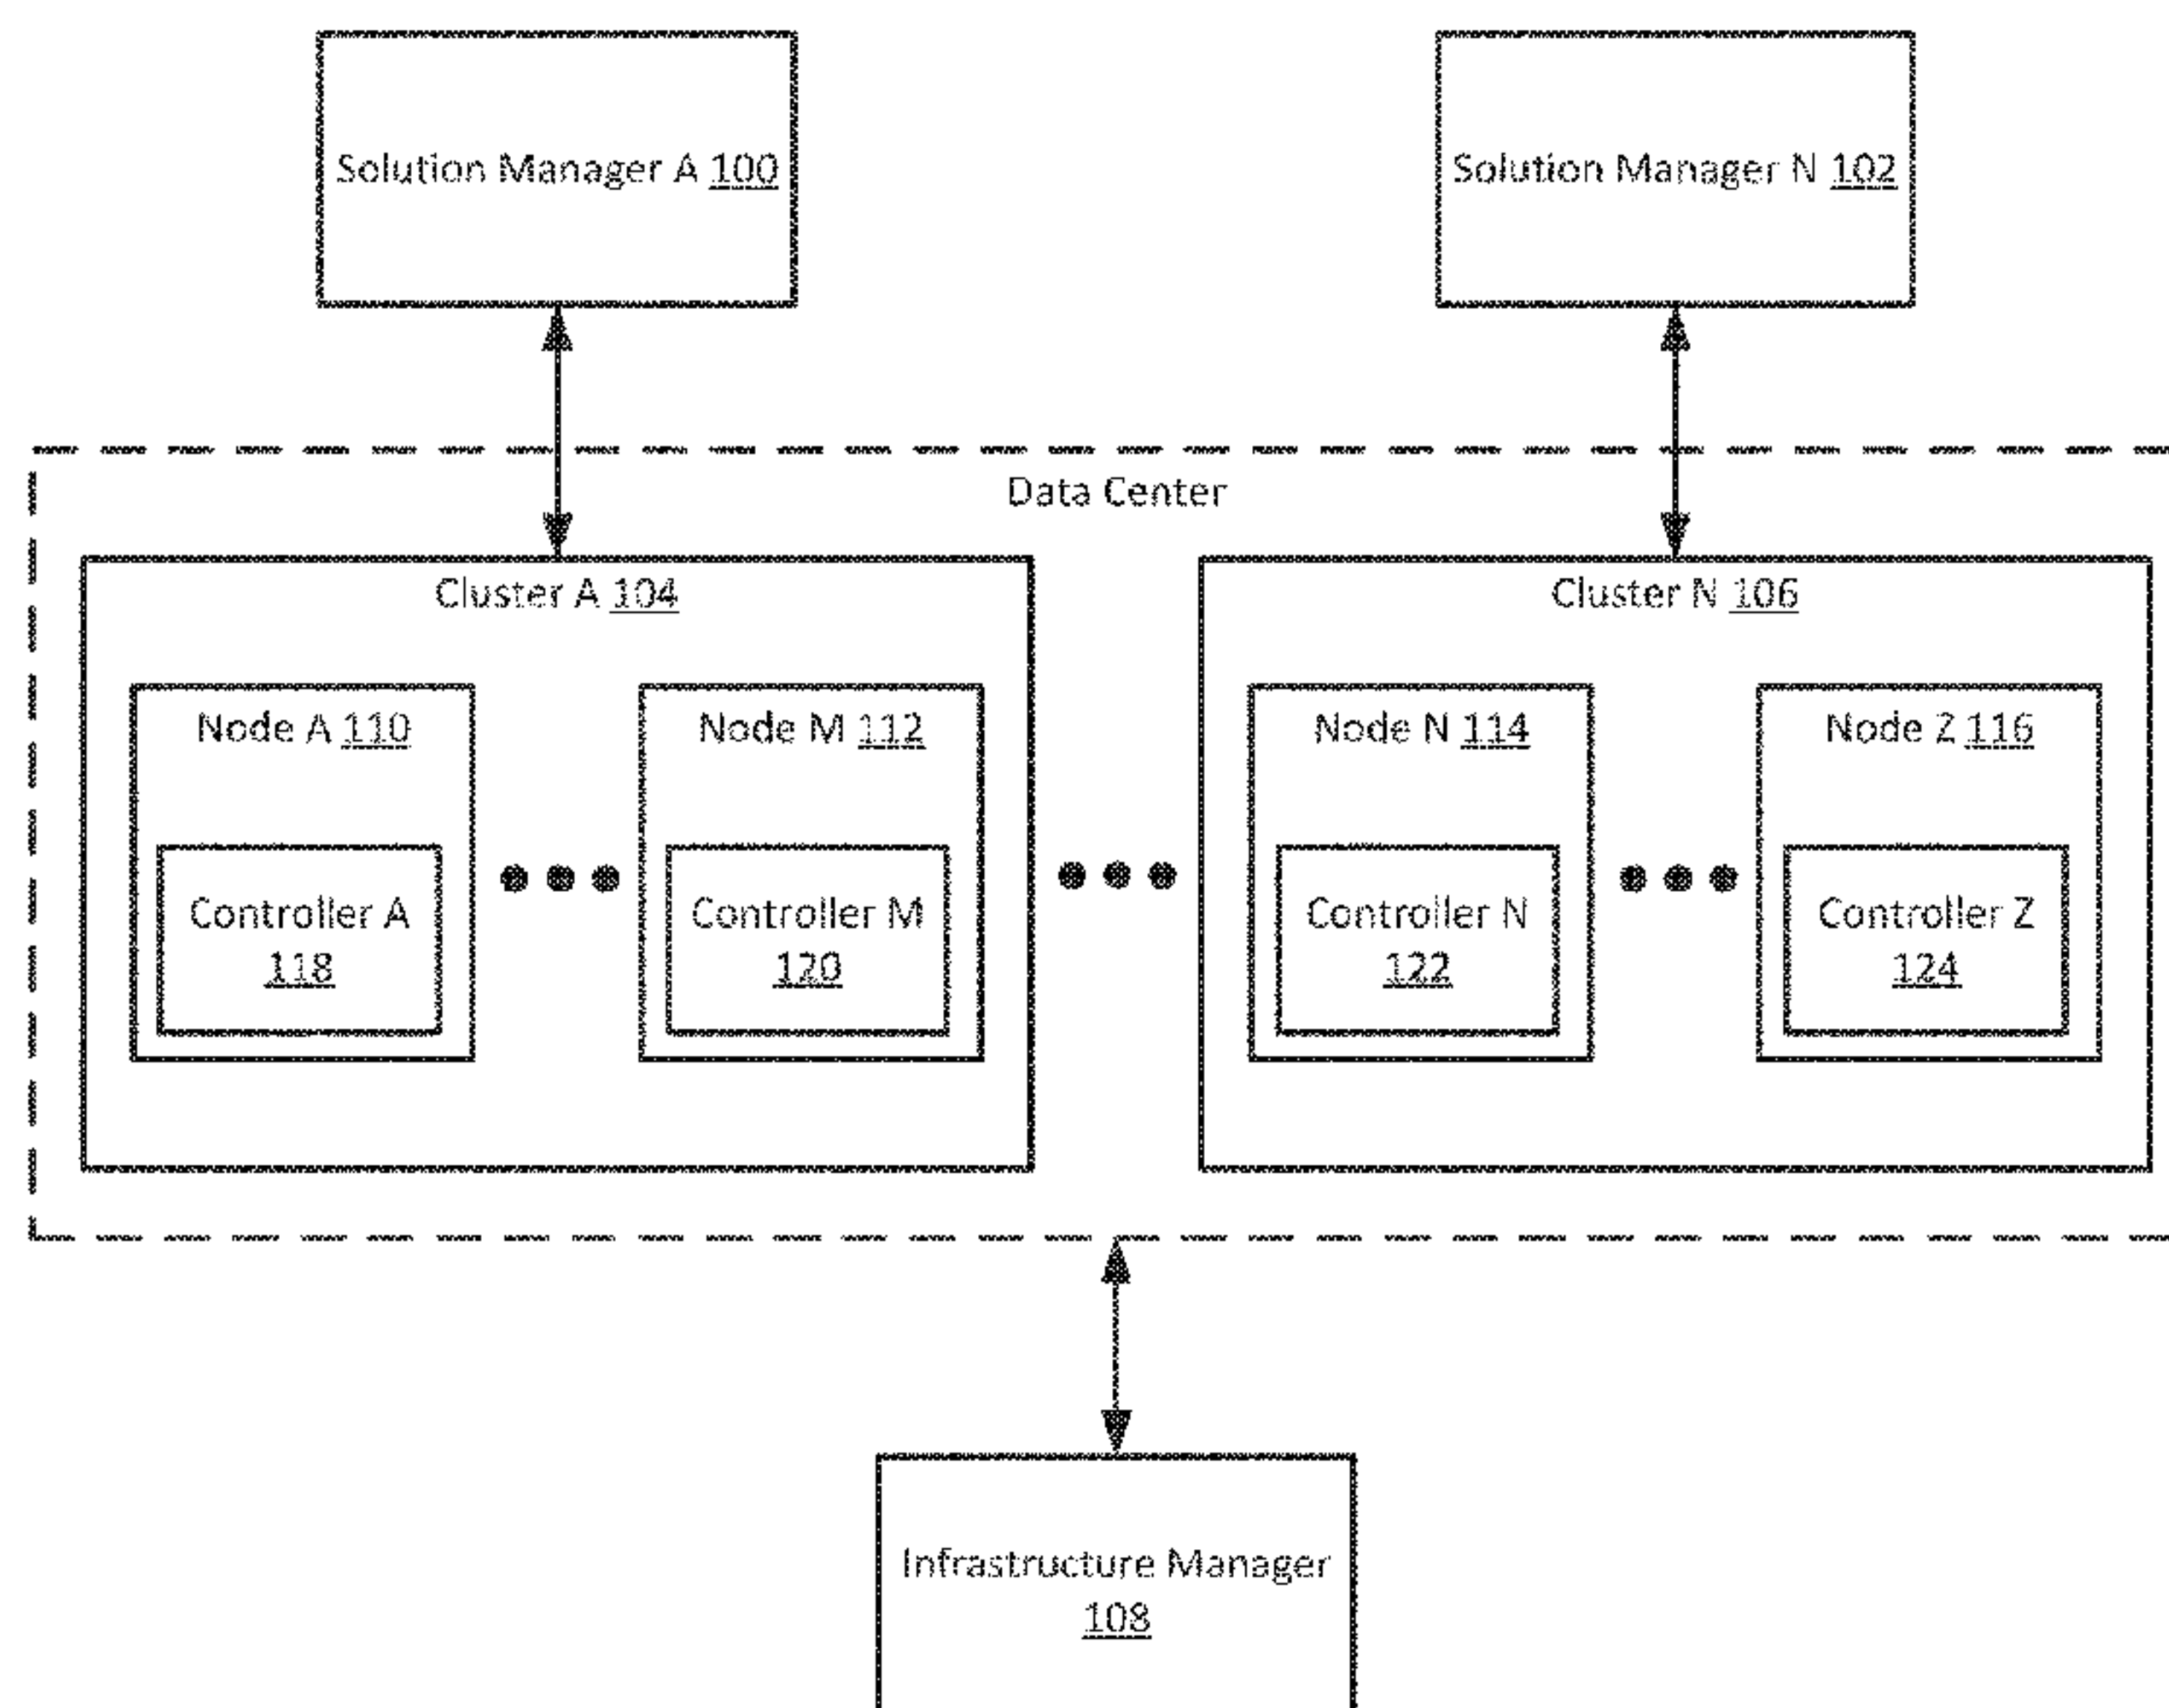 Solution Manager A 100
Solution Manager N 102
Data Center
Cluster A 104
Cluster N 106
Node A 110
Node M 112
Node N 114
Node Z 116
Controller A
118
Controller M
120
Controller N
122
Controller Z
124
Infrastructure Manager
108